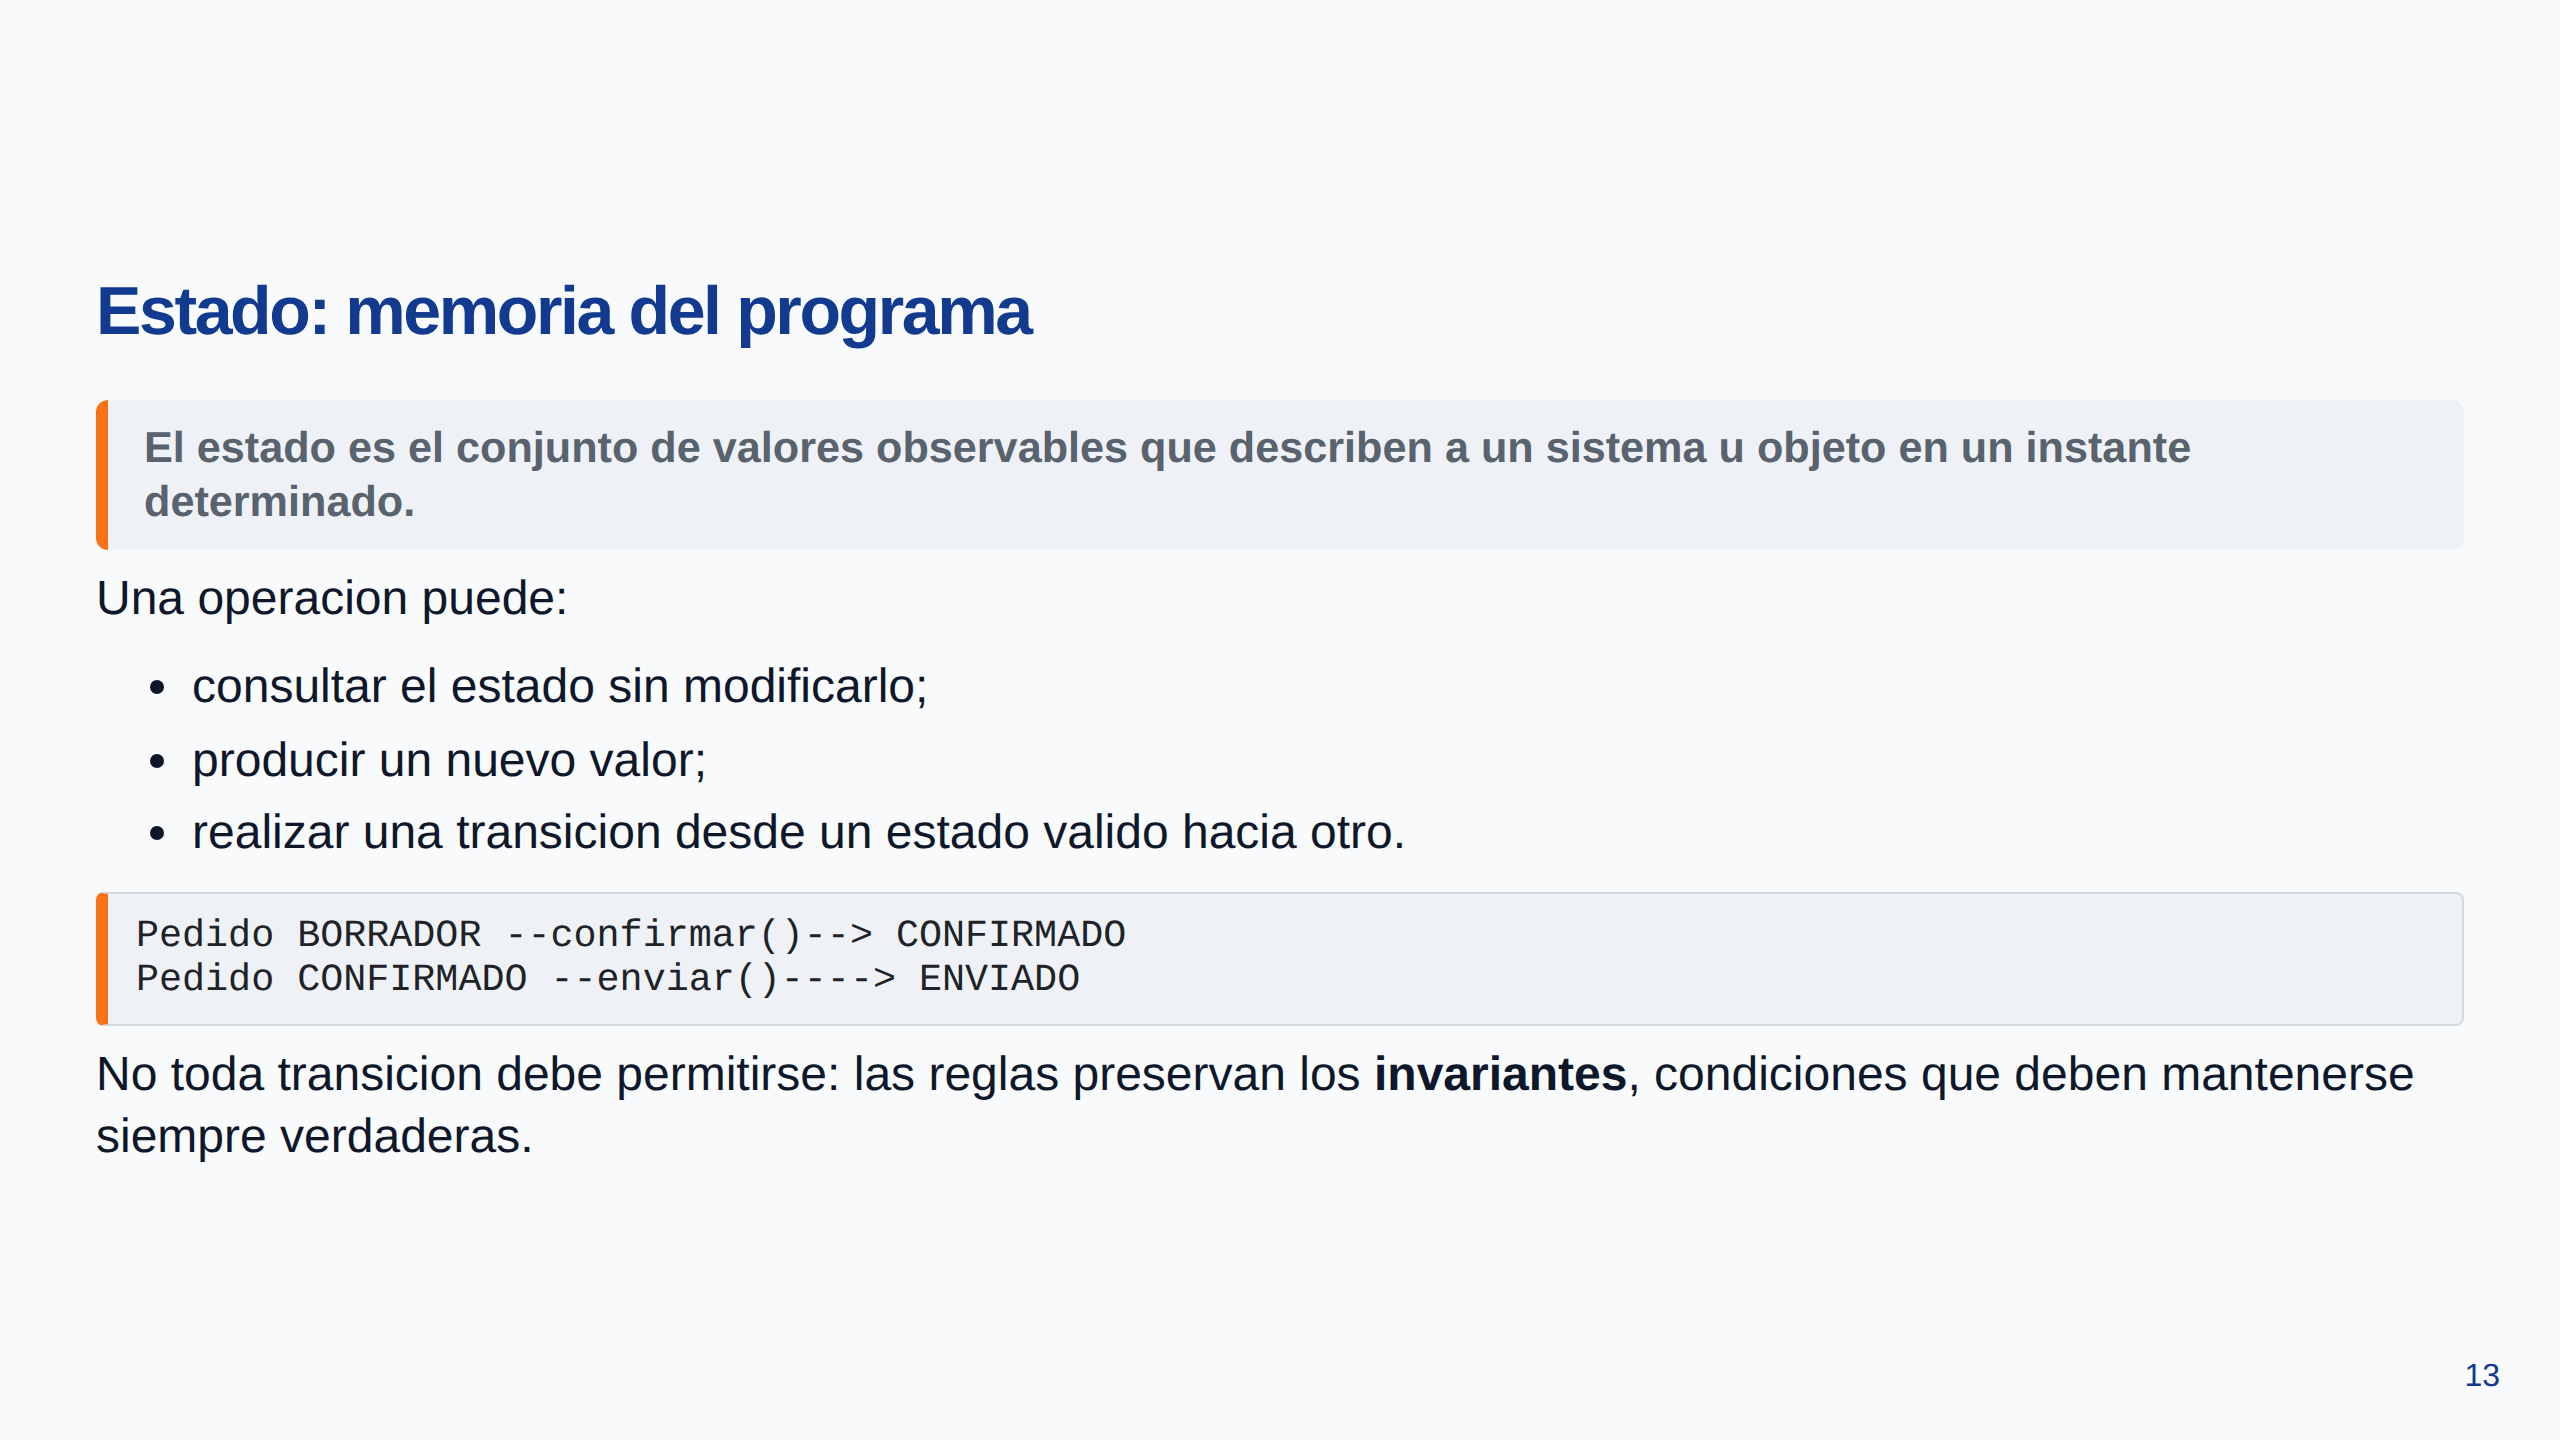 Estado: memoria del programa
El estado es el conjunto de valores observables que describen a un sistema u objeto en un instante
determinado.
Una operacion puede:
• consultar el estado sin modificarlo;
• producir un nuevo valor;
• realizar una transicion desde un estado valido hacia otro.
Pedido BORRADOR --confirmar()--> CONFIRMADO
Pedido CONFIRMADO --enviar()----> ENVIADO
No toda transicion debe permitirse: las reglas preservan los invariantes, condiciones que deben mantenerse
siempre verdaderas.
13